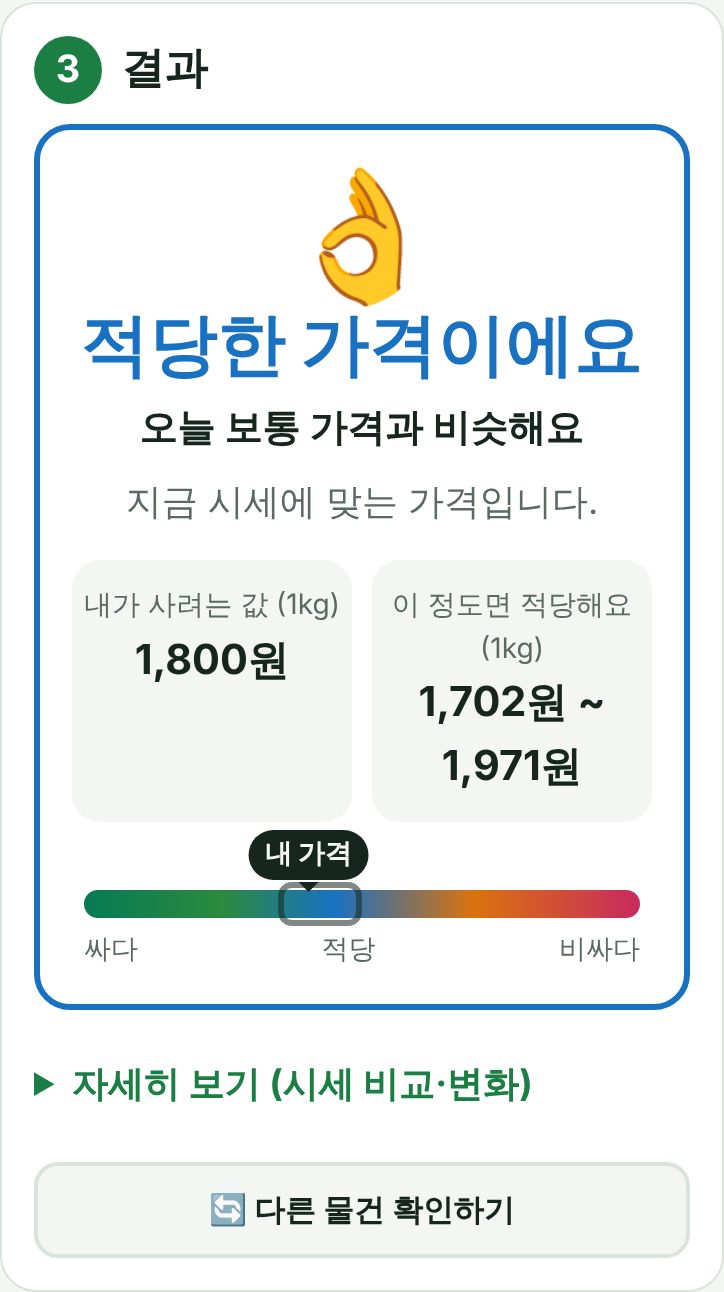 3 결과
적당한 가격이에요
오늘 보통 가격과 비슷해요
지금 시세에 맞는 가격입니다.
내가 사려는 값 (1kg)
1,800원
이 정도면 적당해요
(1kg)
1,702원 ~
1,971원
내 가격
싸다 적당 비싸다
▶ 자세히 보기 (시세 비교·변화)
🔄 다른 물건 확인하기